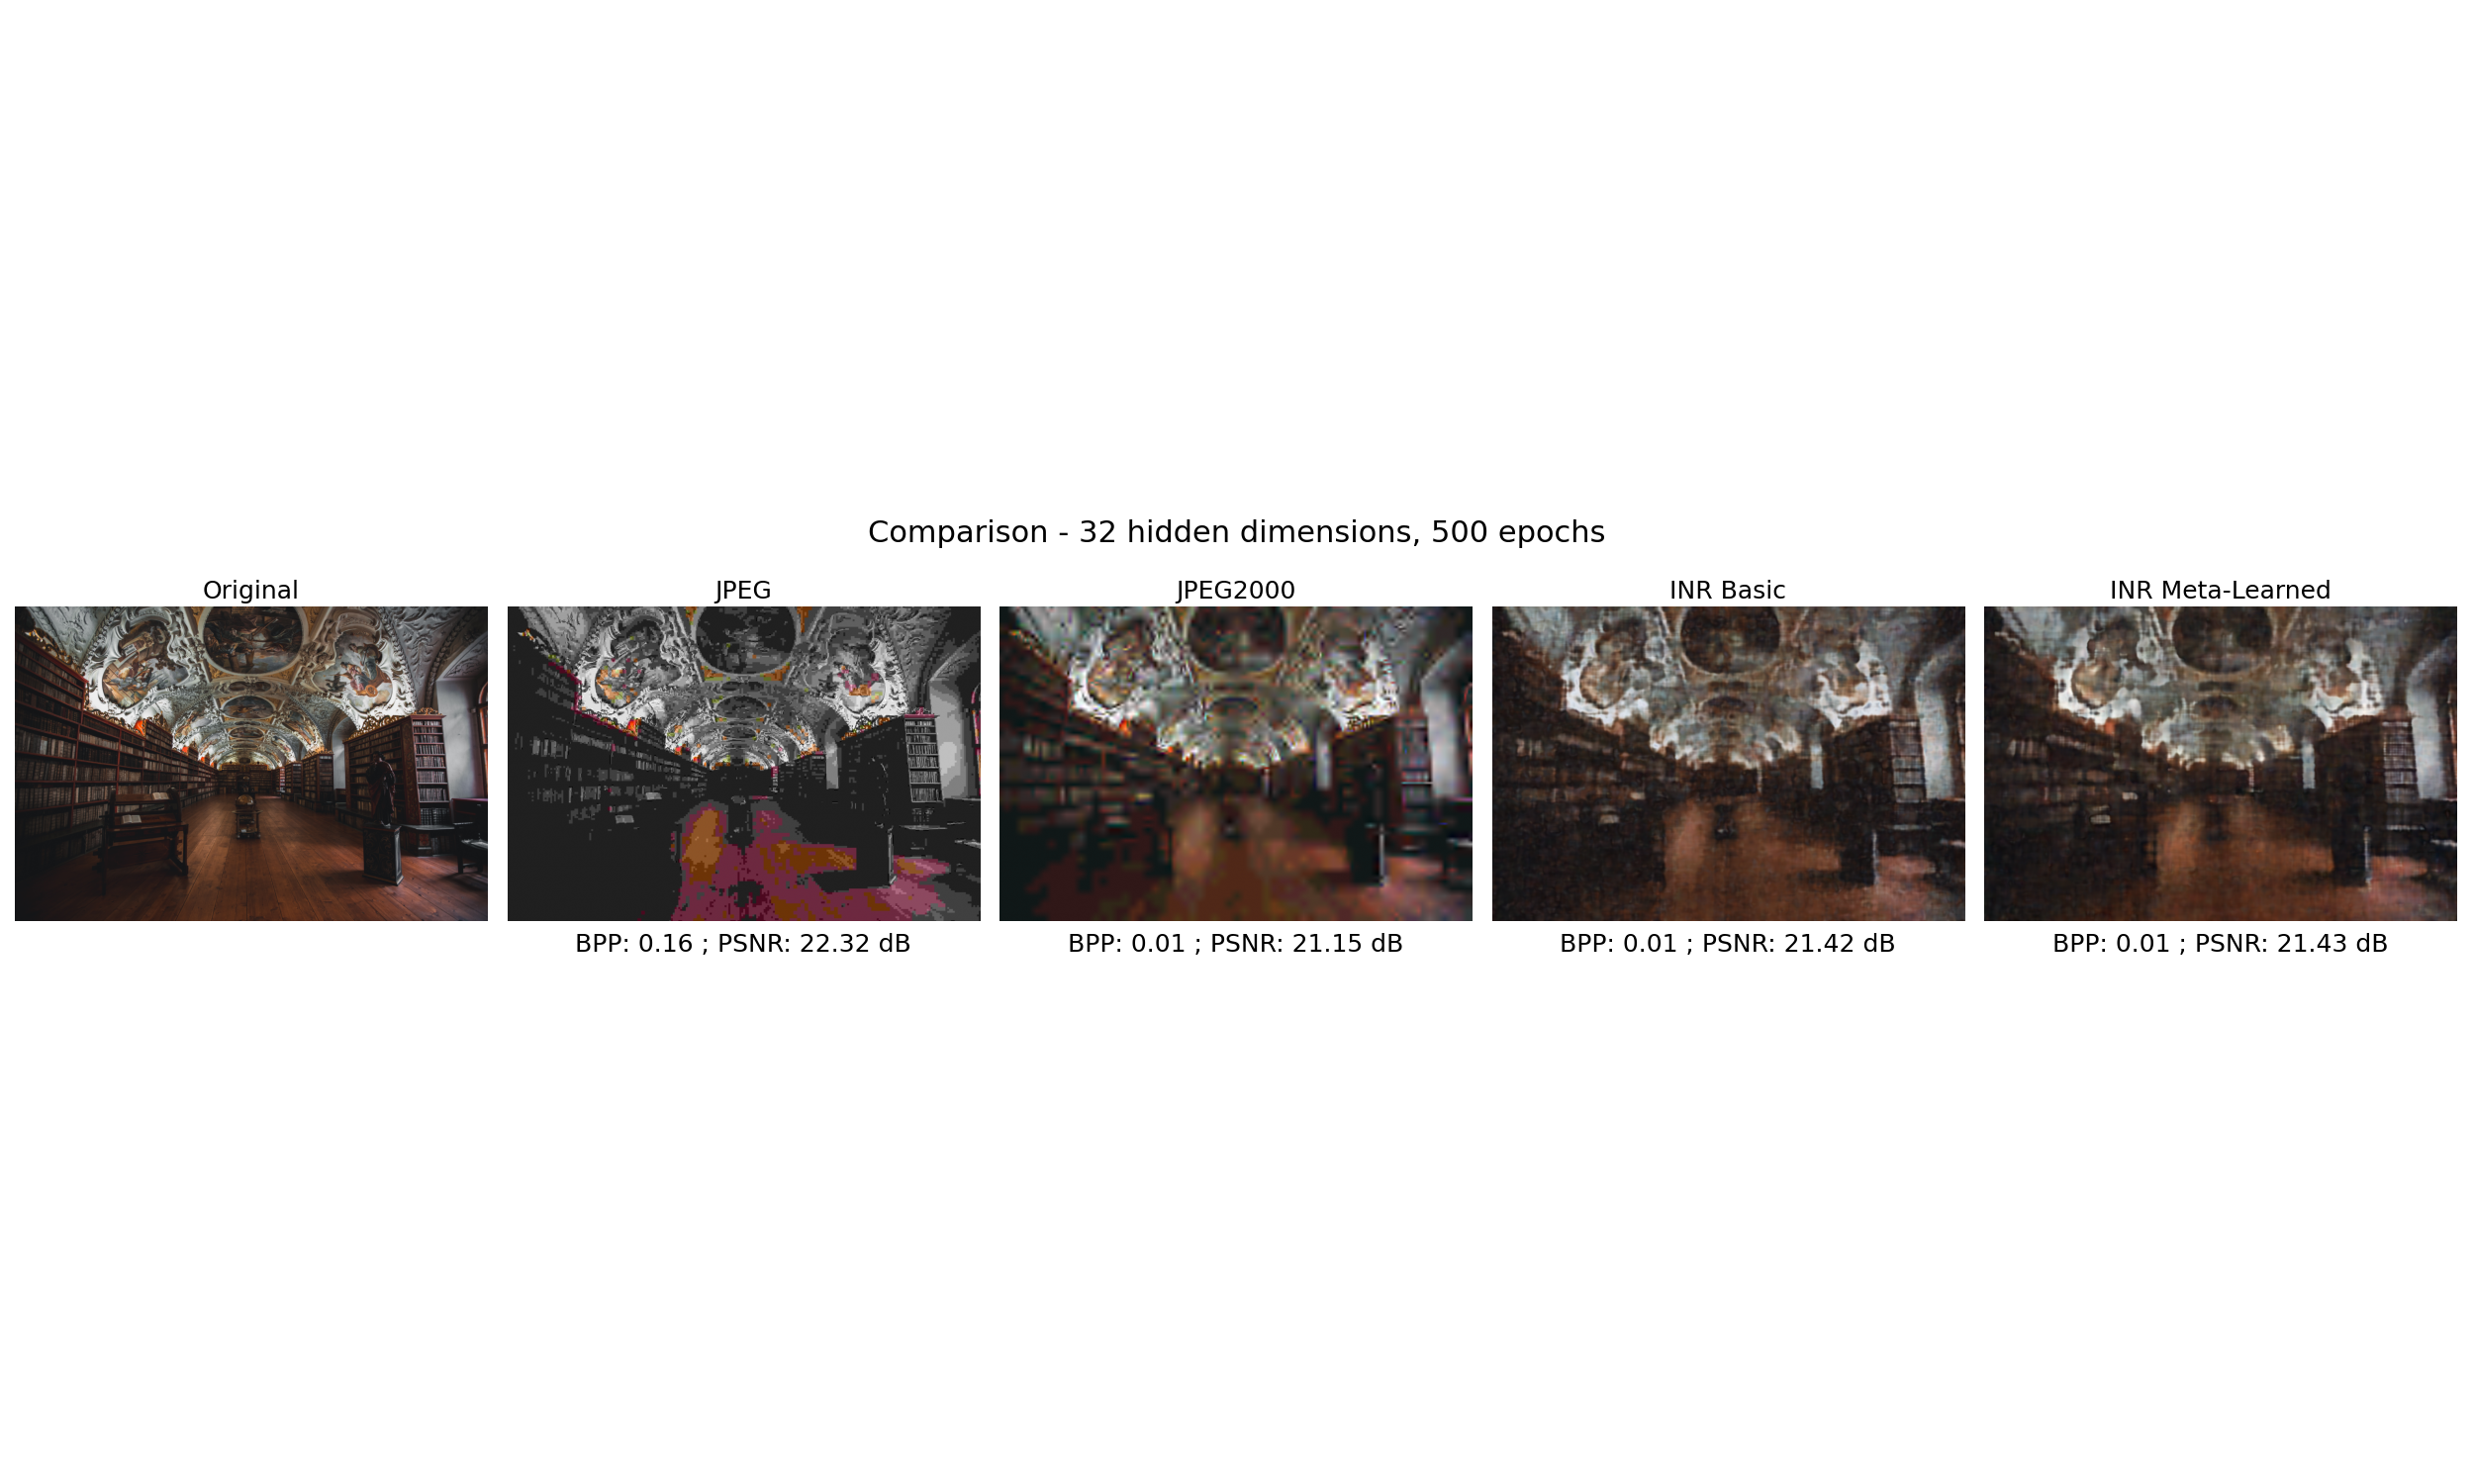 Comparison - 32 hidden dimensions, 500 epochs
Original
JPEG
JPEG2000
INR Basic
INR Meta-Learned
BPP: 0.16 ; PSNR: 22.32 dB
BPP: 0.01 ; PSNR: 21.15 dB
BPP: 0.01 ; PSNR: 21.42 dB
BPP: 0.01 ; PSNR: 21.43 dB